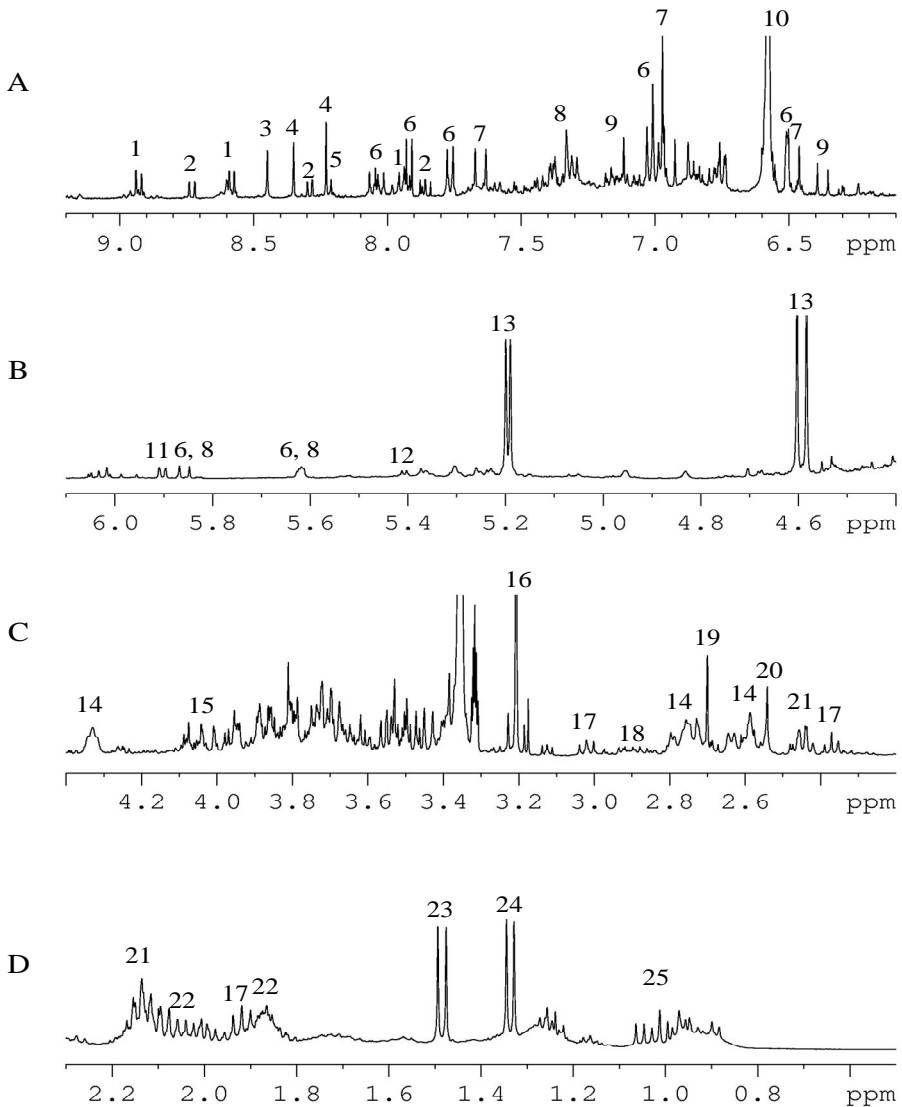 7 10
A 6 8 6 7
4 6 6 9
1 1 3 4 6 1 2 9
2 2 5
9.0 8.5 8.0 7.5 7.0 6.5 ppm
13 13
B
11 6, 8 6, 8 12
6.0 5.8 5.6 5.4 5.2 5.0 4.8 4.6 ppm
16
C
19
14 15 14 14 20 21 17
17 18
4.2 4.0 3.8 3.6 3.4 3.2 3.0 2.8 2.6 ppm
23 24
D 21 22 17 22 25
2.2 2.0 1.8 1.6 1.4 1.2 1.0 0.8 ppm